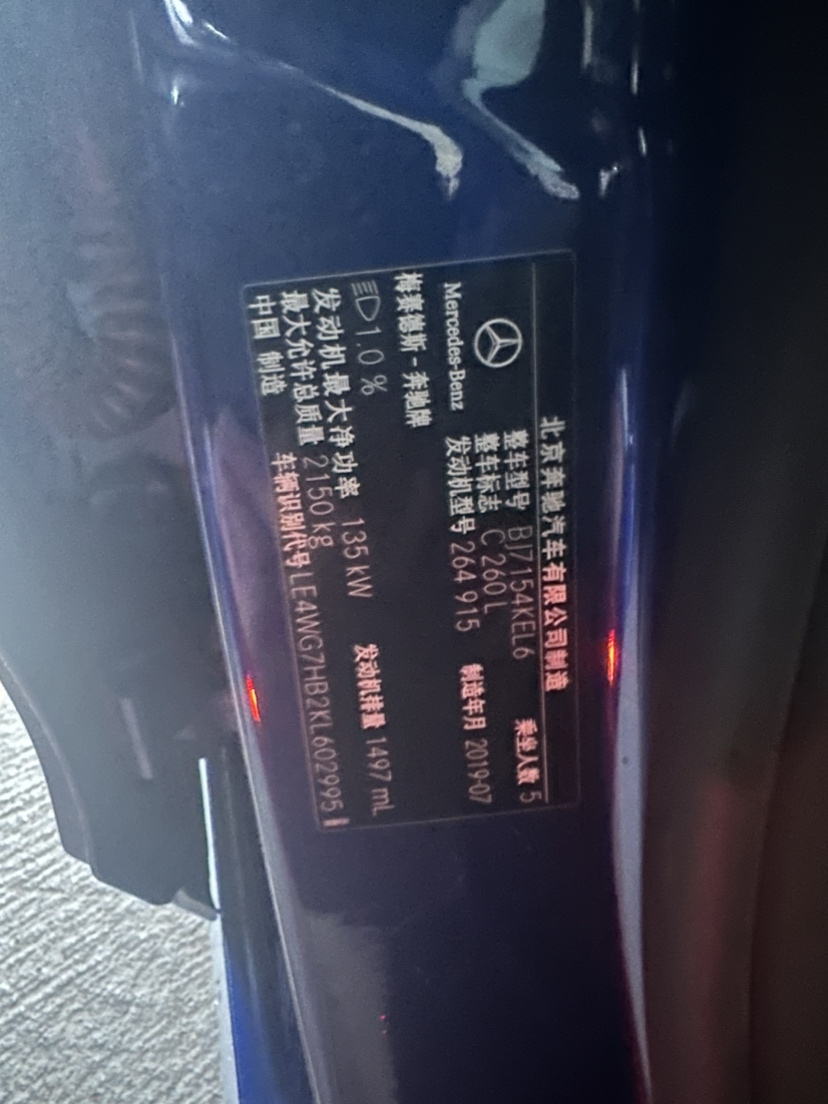 北京奔驰汽车有限公司制造
整车型号 BJ7154KEL6 乘坐人数 5
整车标志 C 260 L
Mercedes-Benz 发动机型号 264 915 制造年月 2019-07
梅赛德斯-奔驰牌
1.0 %
发动机最大净功率 135 kW 发动机排量 1497 mL
最大允许总质量 2150 kg
中国 制造 车辆识别代号 LE4WG7HB2KL602995